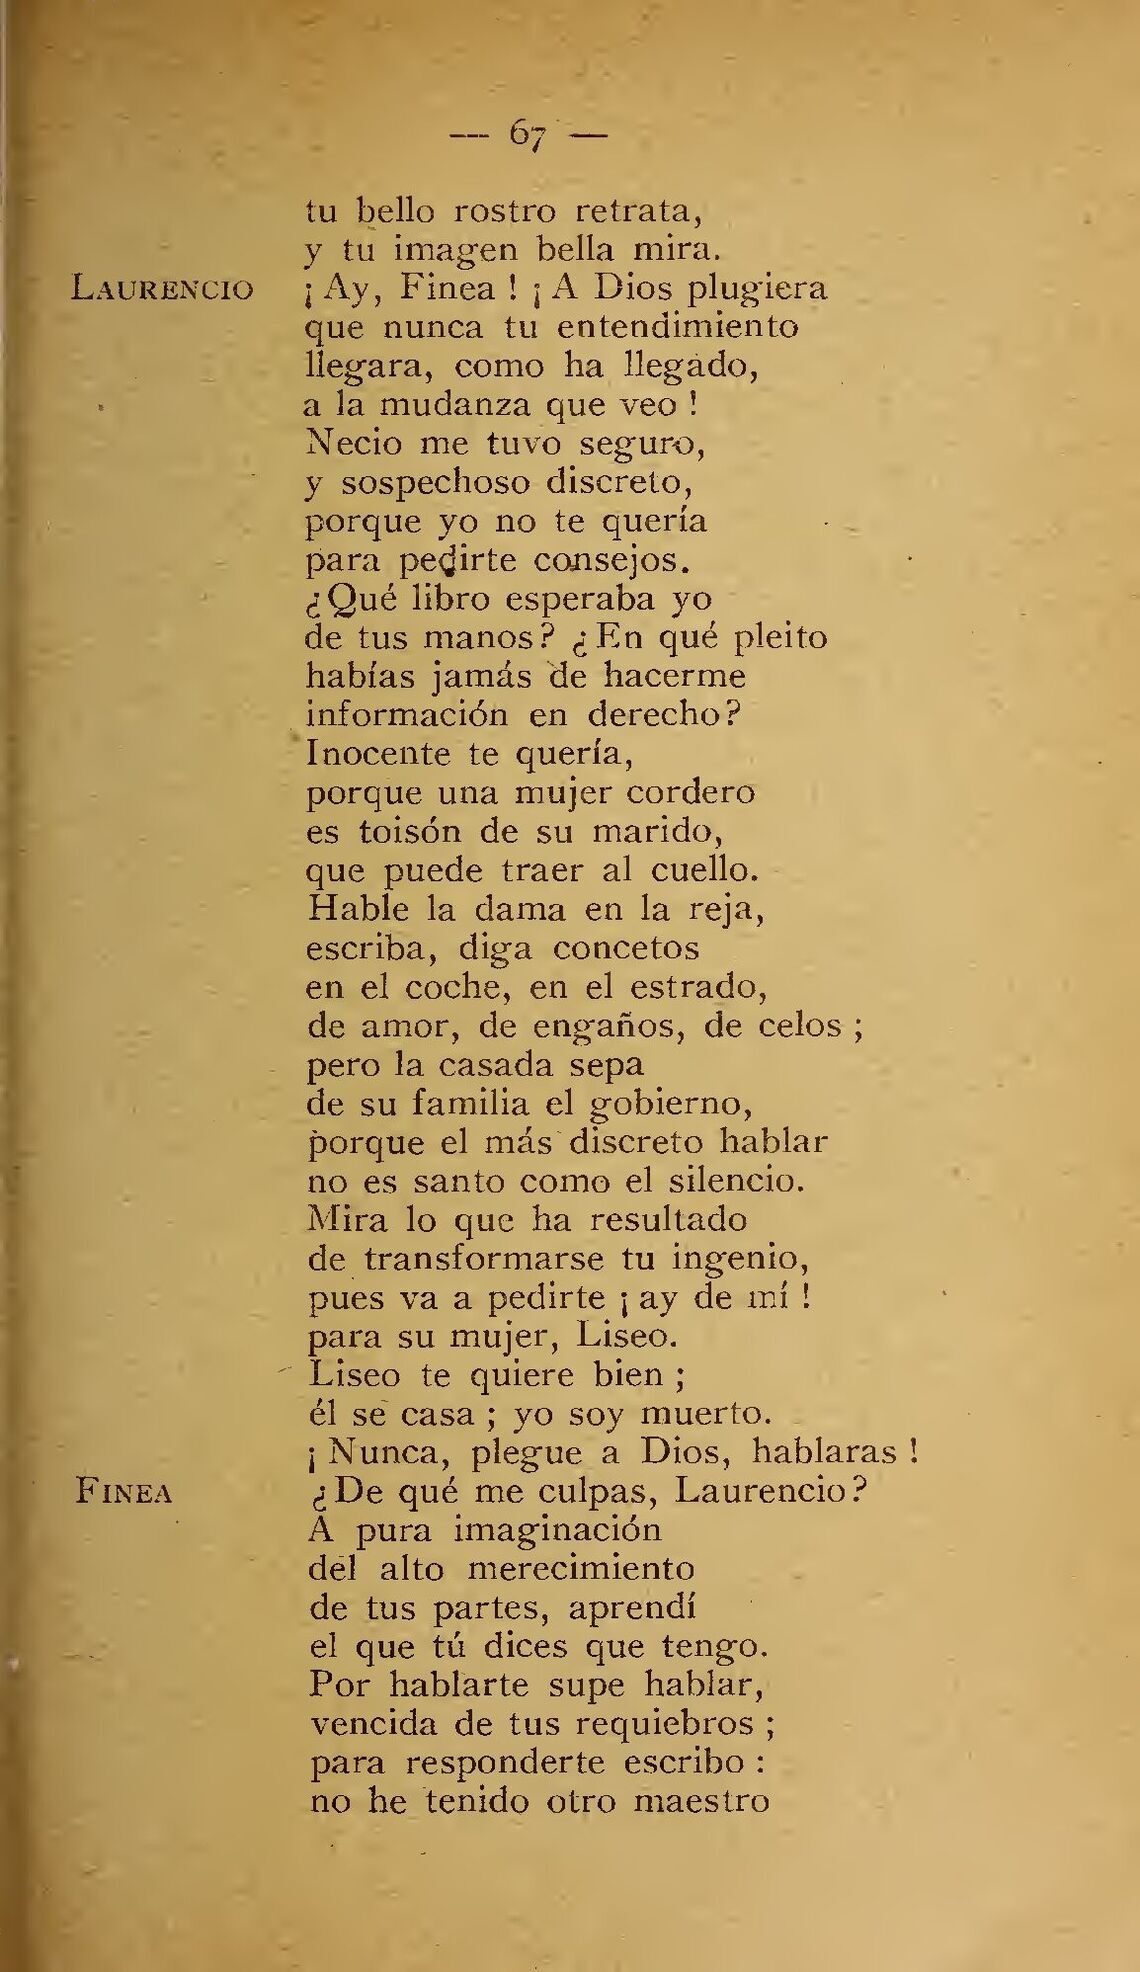 — 67 —
tu bello rostro retrata,
y tu imagen bella mira.
LAURENCIO ¡ Ay, Finea ! ¡ A Dios plugiera
que nunca tu entendimiento
llegara, como ha llegado,
a la mudanza que veo !
Necio me tuvo seguro,
y sospechoso discreto,
porque yo no te quería
para pedirte consejos.
¿Qué libro esperaba yo
de tus manos? ¿En qué pleito
habías jamás de hacerme
información en derecho?
Inocente te quería,
porque una mujer cordero
es toisón de su marido,
que puede traer al cuello.
Hable la dama en la reja,
escriba, diga concetos
en el coche, en el estrado,
de amor, de engaños, de celos ;
pero la casada sepa
de su familia el gobierno,
porque el más discreto hablar
no es santo como el silencio.
Mira lo que ha resultado
de transformarse tu ingenio,
pues va a pedirte ¡ ay de mí !
para su mujer, Liseo.
Liseo te quiere bien ;
él se casa ; yo soy muerto.
¡ Nunca, plegue a Dios, hablaras !
FINEA ¿De qué me culpas, Laurencio?
A pura imaginación
del alto merecimiento
de tus partes, aprendí
el que tú dices que tengo.
Por hablarte supe hablar,
vencida de tus requiebros ;
para responderte escribo :
no he tenido otro maestro